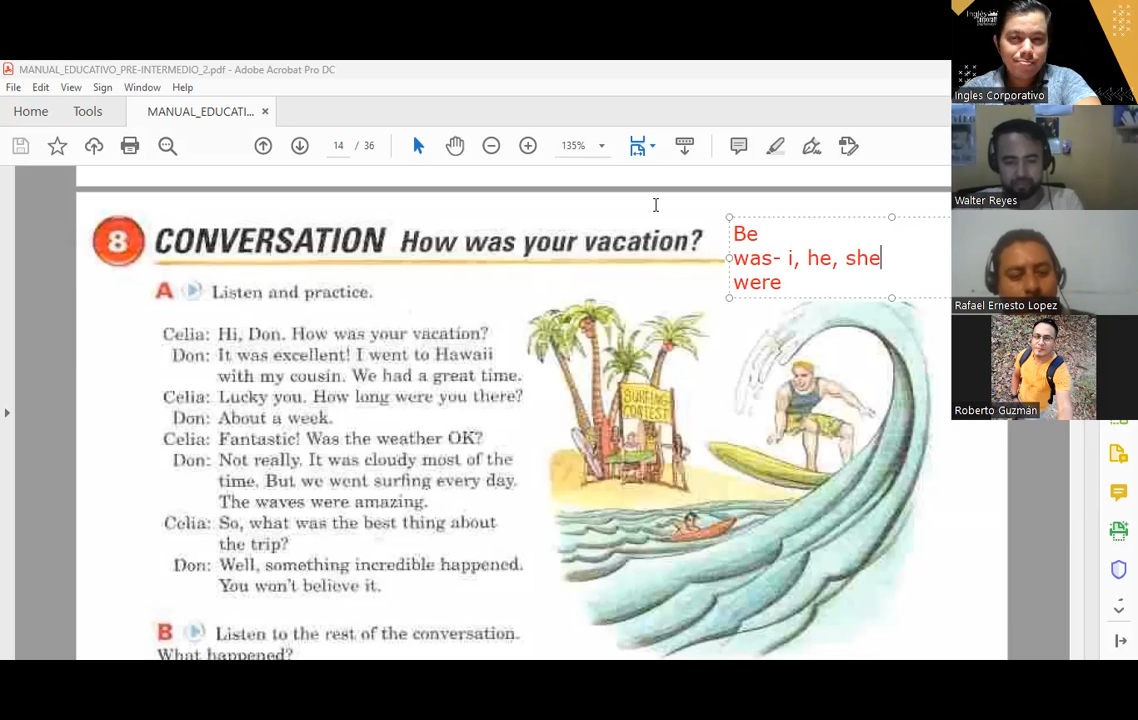 MANUAL_EDUCATIVO_PRE-INTERMEDIO_2.pdf - Adobe Acrobat Pro DC
File Edit View Sign Window Help
Home Tools MANUAL_EDUCATI... ×
14 / 36 135%
8 CONVERSATION How was your vacation?
Be
was- i, he, she
were
A Listen and practice.
Celia: Hi, Don. How was your vacation?
Don: It was excellent! I went to Hawaii
with my cousin. We had a great time.
Celia: Lucky you. How long were you there?
Don: About a week.
Celia: Fantastic! Was the weather OK?
Don: Not really. It was cloudy most of the
time. But we went surfing every day.
The waves were amazing.
Celia: So, what was the best thing about
the trip?
Don: Well, something incredible happened.
You won't believe it.
SURFING
CONTEST
B Listen to the rest of the conversation.
What happened?
Inglés
Ingles Corporativo
Walter Reyes
Rafael Ernesto Lopez
Roberto Guzmán